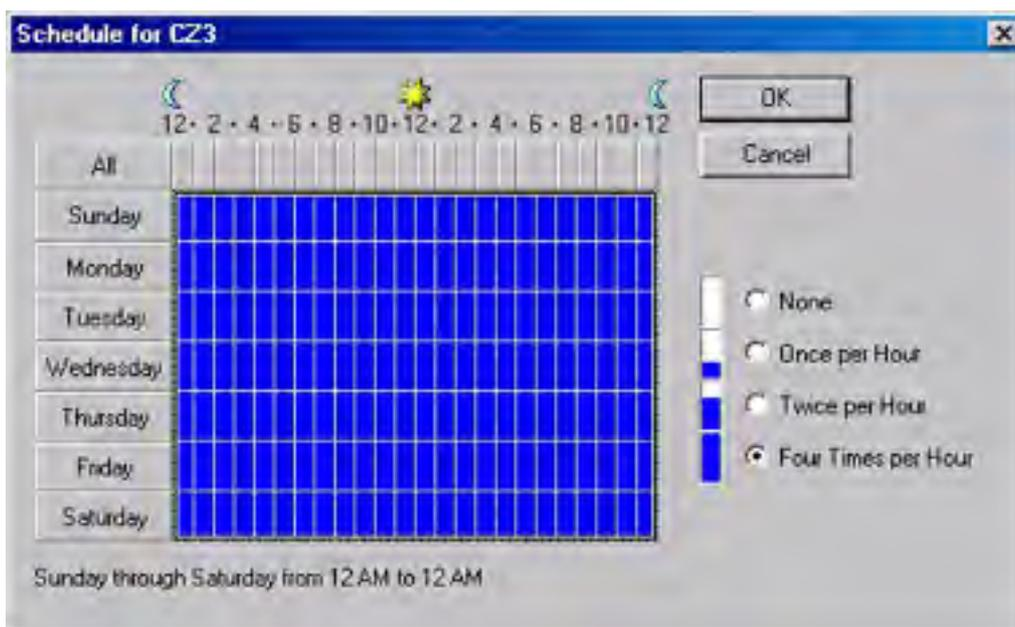 Schedule for CZ3
OK
12 · 2 · 4 · 6 · 8 · 10 · 12 · 2 · 4 · 6 · 8 · 10 · 12
Cancel
All
Sunday
Monday
Tuesday
Wednesday
Thursday
Friday
Saturday
None
Once per Hour
Twice per Hour
Four Times per Hour
Sunday through Saturday from 12 AM to 12 AM